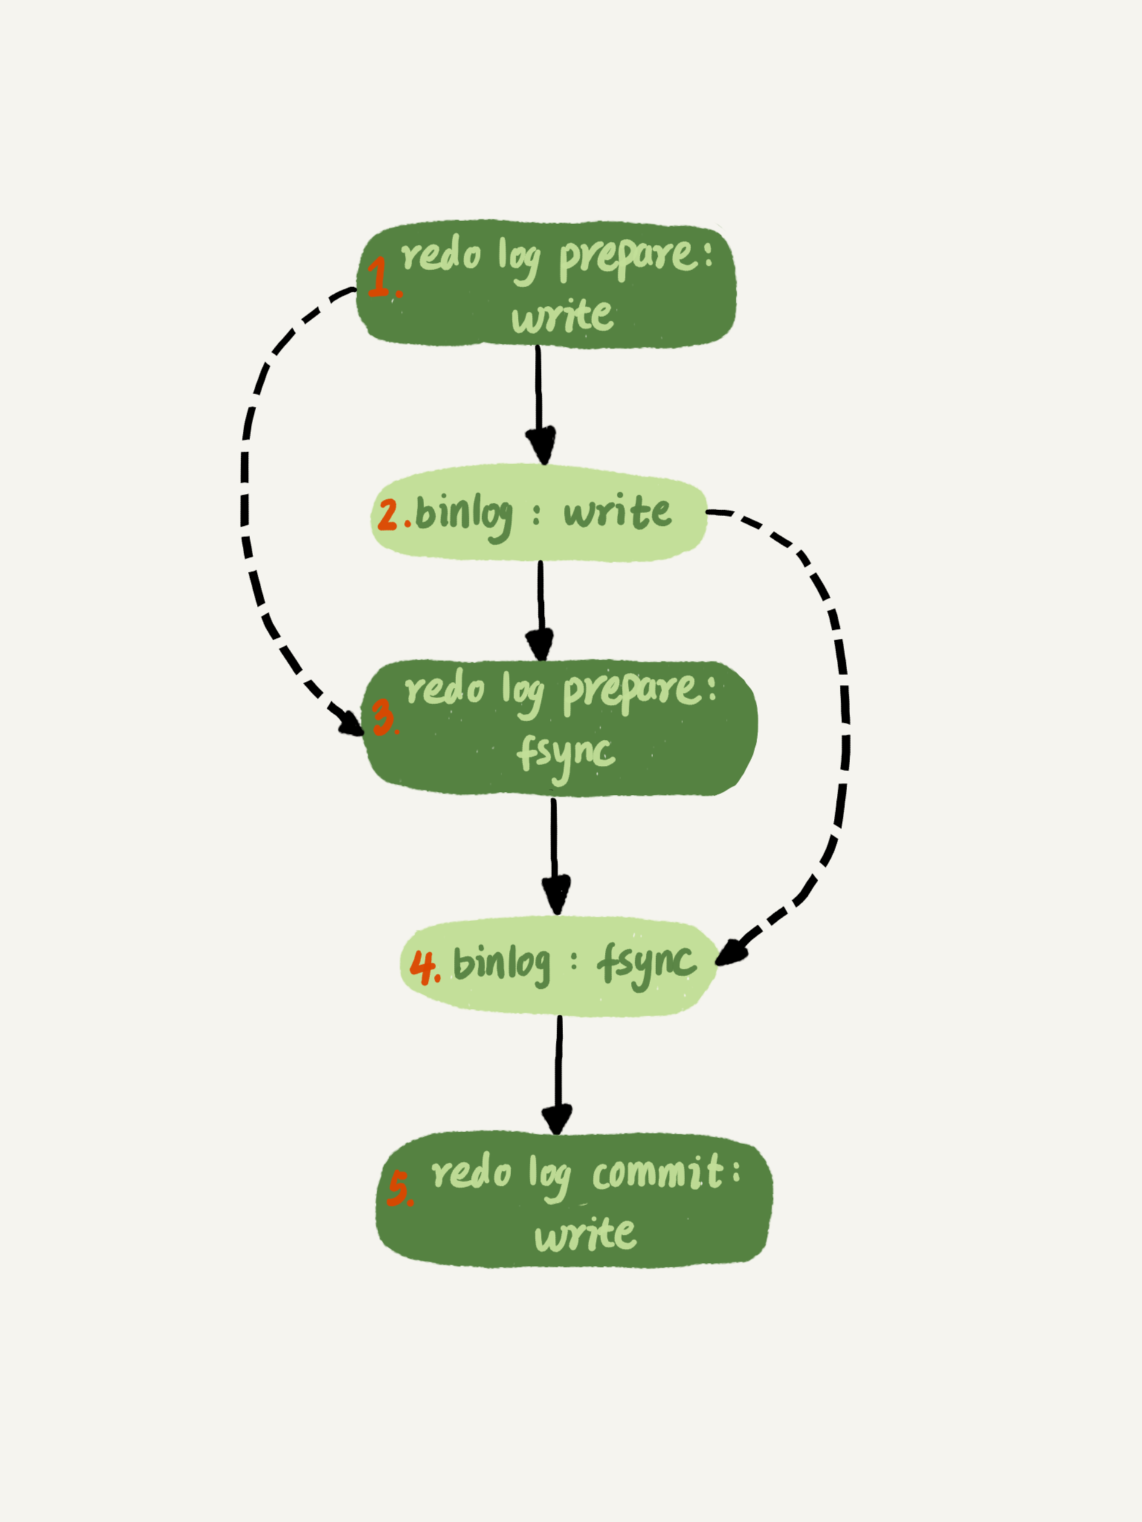 1. redo log prepare:
write
2. binlog : write
3. redo log prepare:
fsync
4. binlog : fsync
5. redo log commit:
write